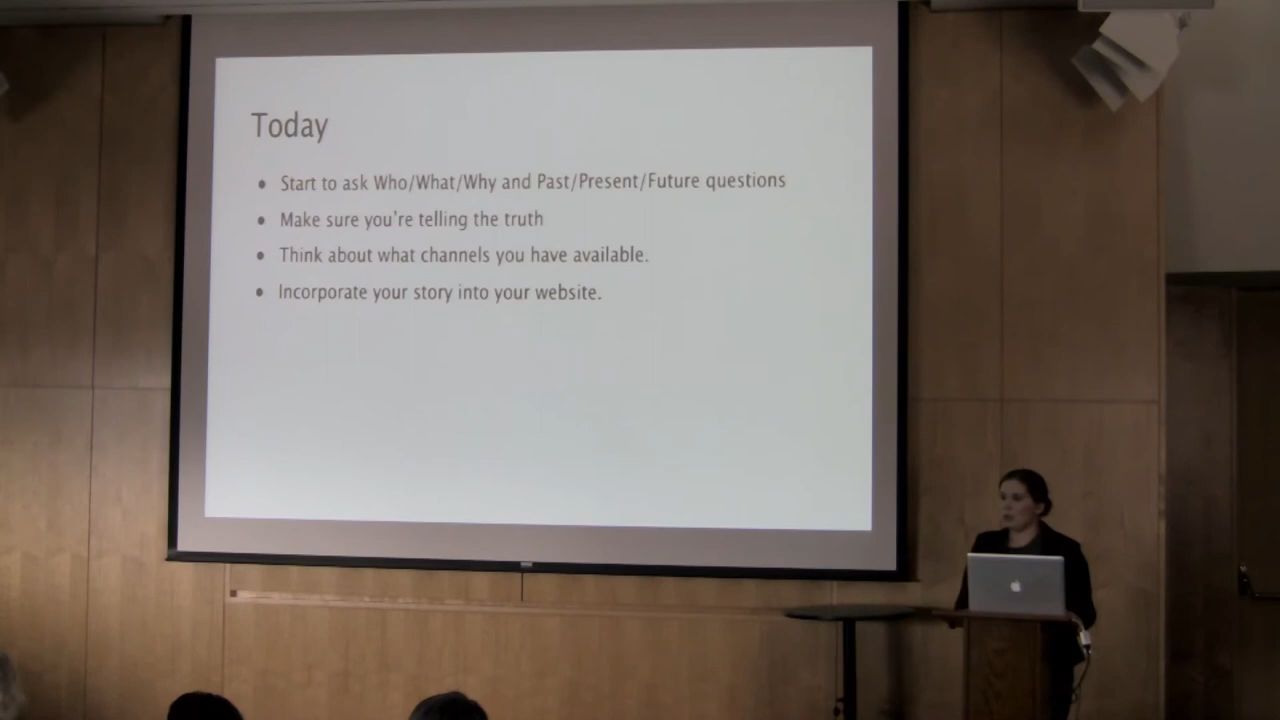 Today
• Start to ask Who/What/Why and Past/Present/Future questions
• Make sure you're telling the truth
• Think about what channels you have available.
• Incorporate your story into your website.